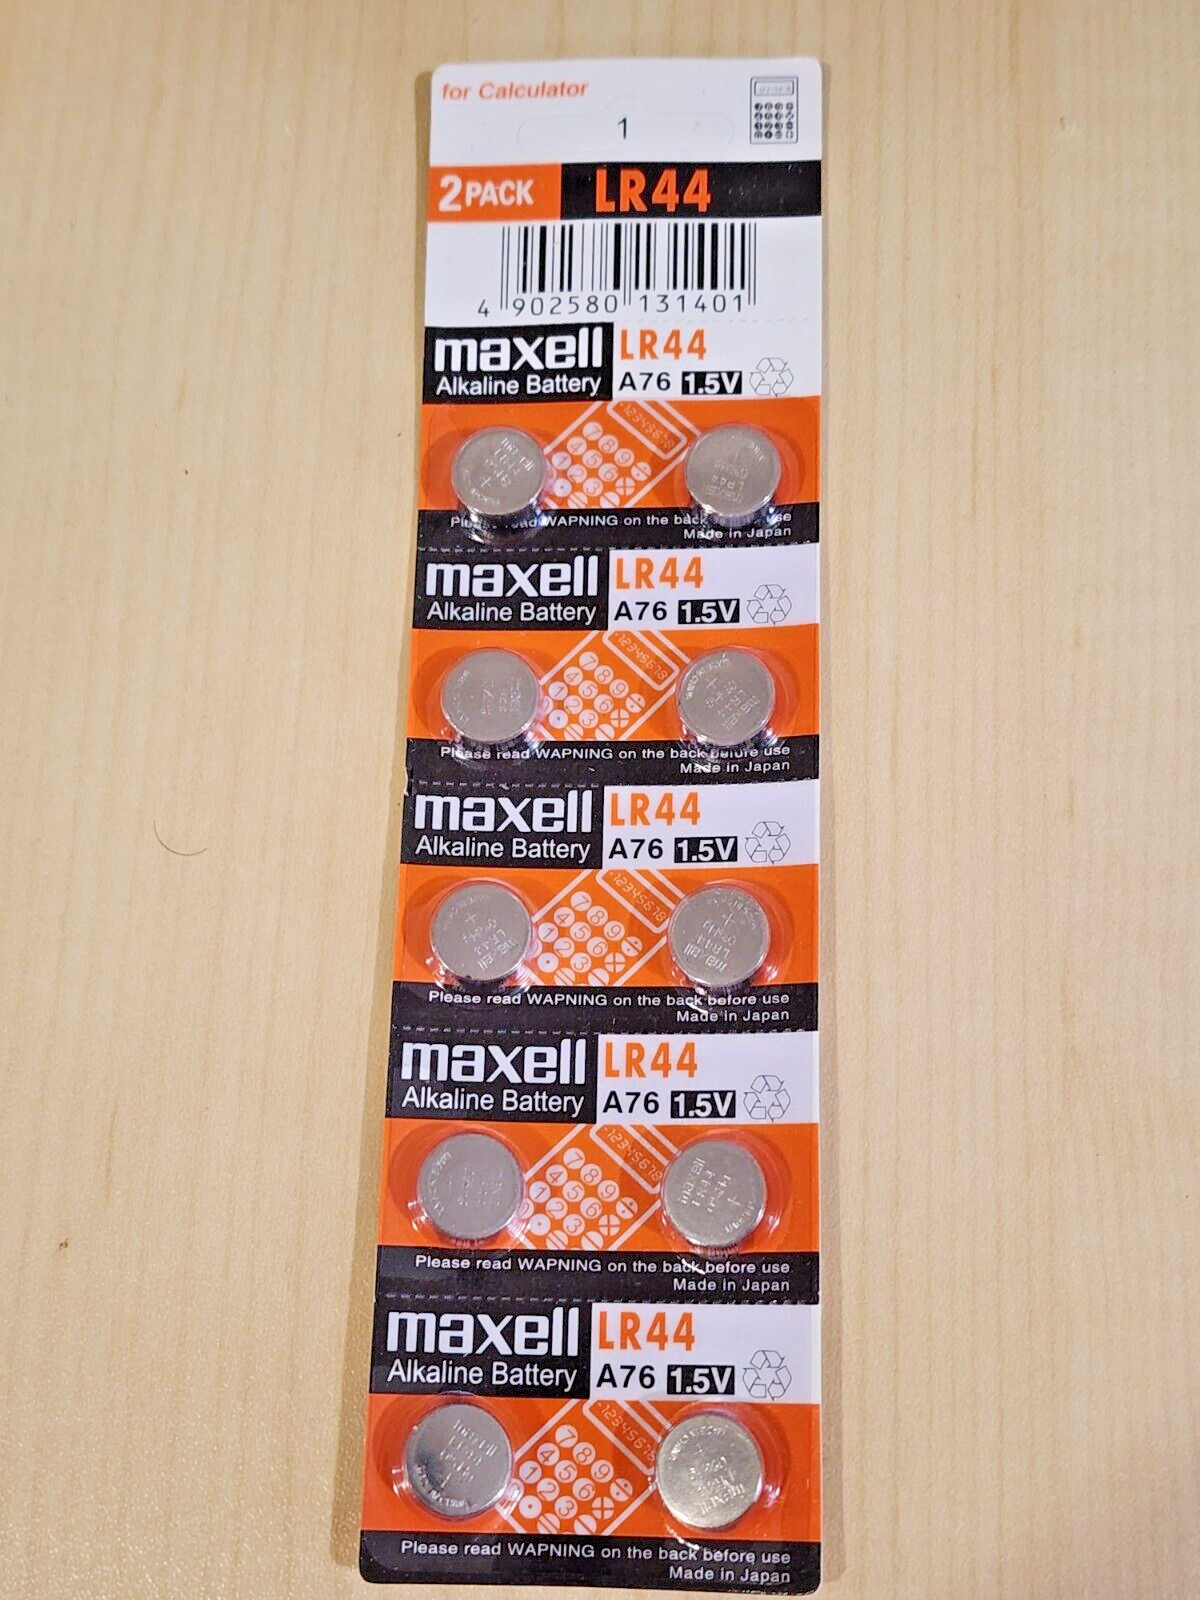 for Calculator
1
2PACK LR44
4 902580 131401
maxell LR44
Alkaline Battery A76 1.5V
WAPNING on the back use
Made in Japan
maxell LR44
Alkaline Battery A76 1.5V
Please read WAPNING on the back before use
Made in Japan
maxell LR44
Alkaline Battery A76 1.5V
Please read WAPNING on the back before use
Made in Japan
maxell LR44
Alkaline Battery A76 1.5V
Please read WAPNING on the back before use
Made in Japan
maxell LR44
Alkaline Battery A76 1.5V
Please read WAPNING on the back before use
Made in Japan